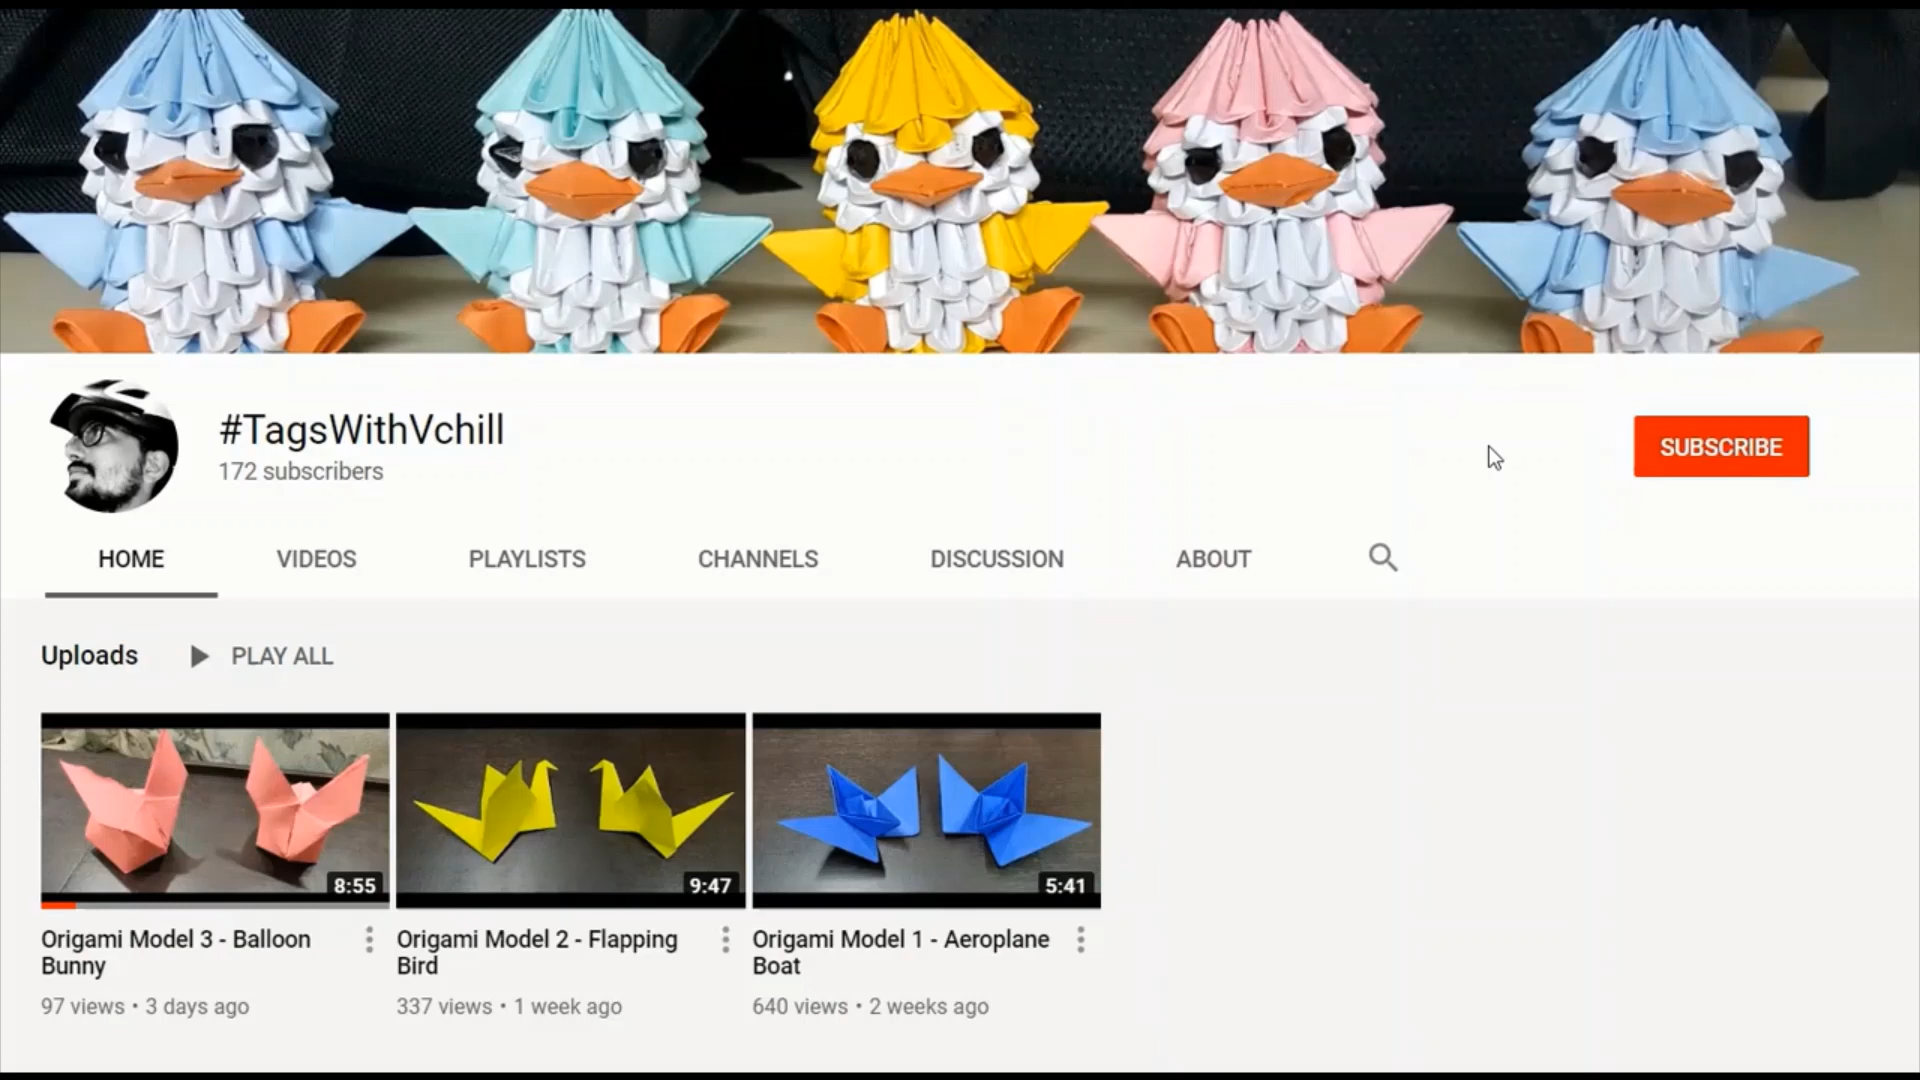 #TagsWithVchill
172 subscribers
SUBSCRIBE
HOME VIDEOS PLAYLISTS CHANNELS DISCUSSION ABOUT
Uploads PLAY ALL
8:55
9:47
5:41
Origami Model 3 - Balloon
Bunny
97 views • 3 days ago
Origami Model 2 - Flapping
Bird
337 views • 1 week ago
Origami Model 1 - Aeroplane
Boat
640 views • 2 weeks ago